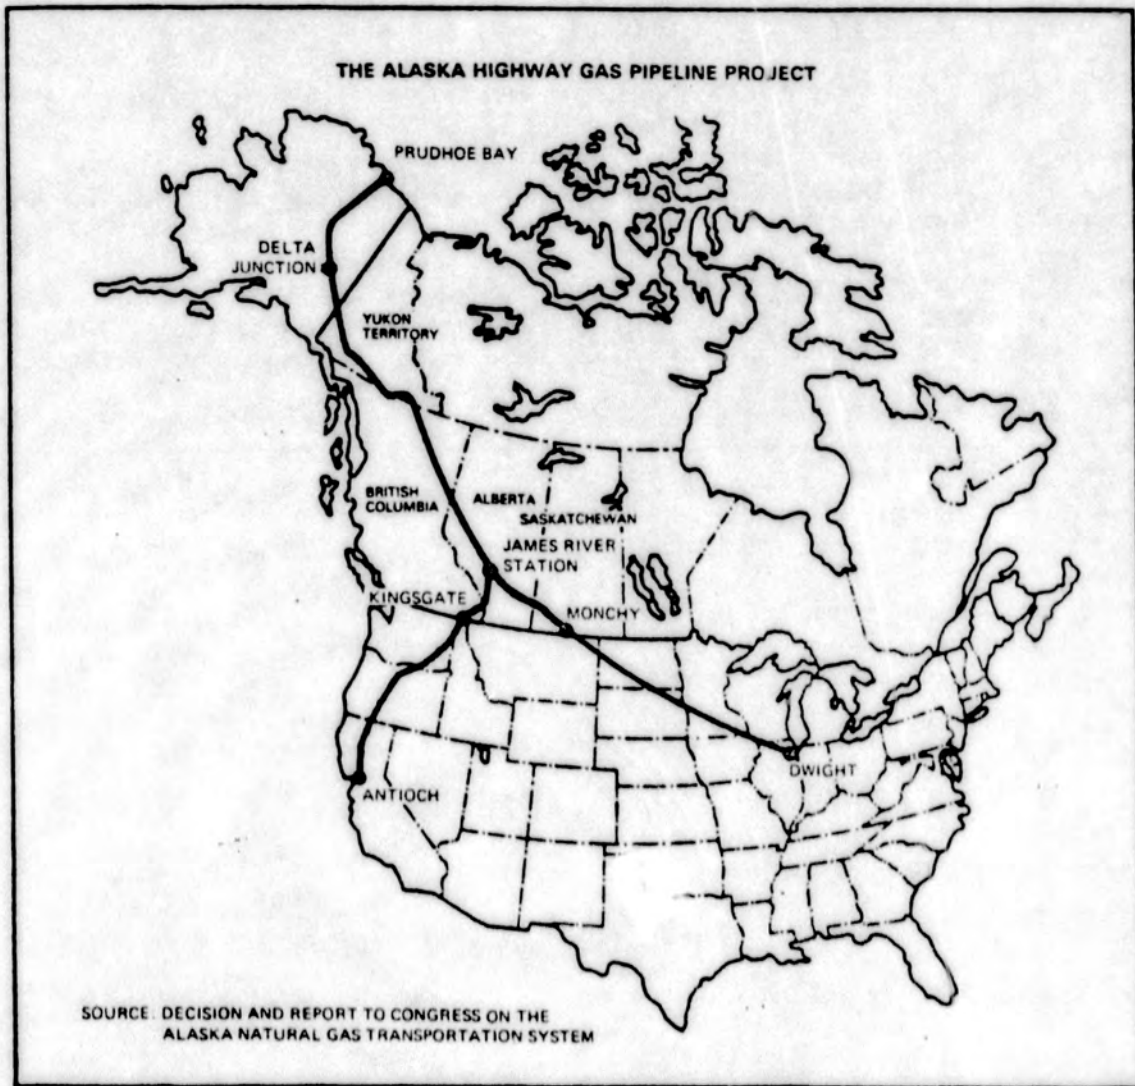 THE ALASKA HIGHWAY GAS PIPELINE PROJECT
PRUDHOE BAY
DELTA
JUNCTION
YUKON
TERRITORY
BRITISH
COLUMBIA
ALBERTA
SASKATCHEWAN
JAMES RIVER
STATION
KINGSGATE
MONCHY
DWIGHT
ANTIOCH
SOURCE: DECISION AND REPORT TO CONGRESS ON THE
ALASKA NATURAL GAS TRANSPORTATION SYSTEM